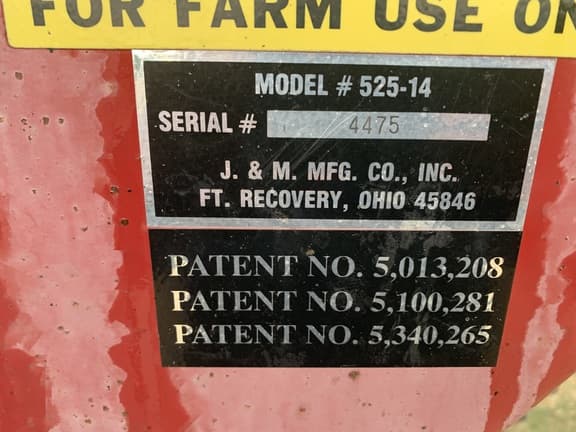 FOR FARM USE ON
MODEL # 525-14
SERIAL # 4475
J. & M. MFG. CO., INC.
FT. RECOVERY, OHIO 45846
PATENT NO. 5,013,208
PATENT NO. 5,100,281
PATENT NO. 5,340,265